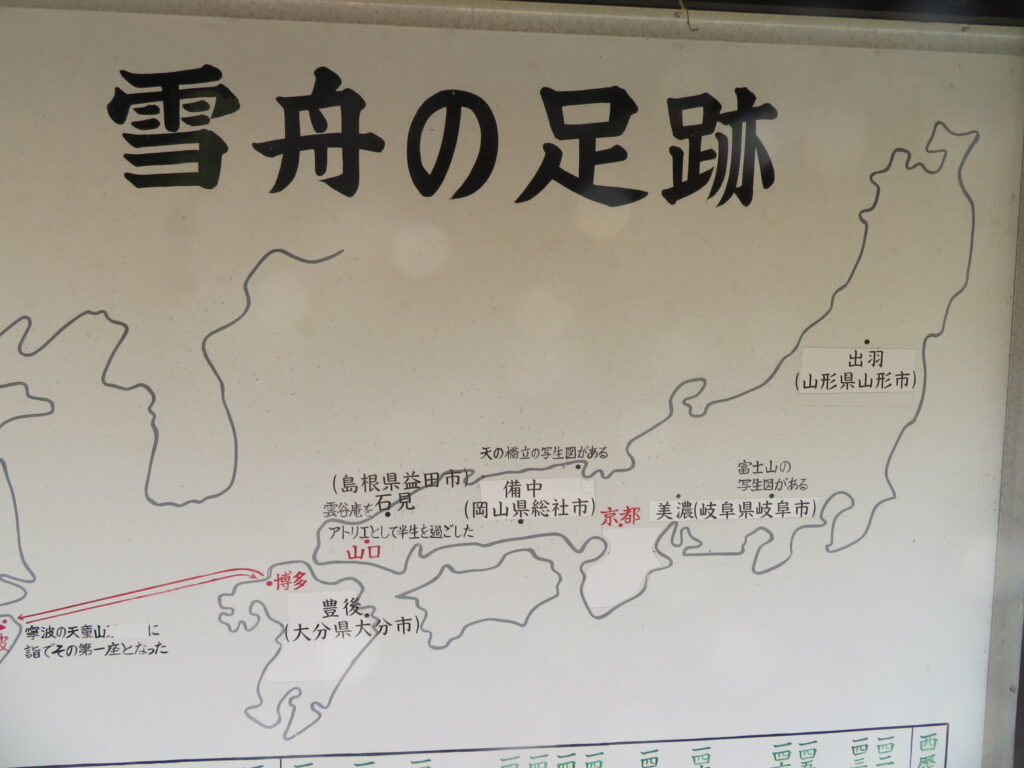 雪舟の足跡
出羽
(山形県山形市)
天の橋立の写生図がある
富士山の
写生図がある
(島根県益田市)
石見
雲谷庵を
アトリエとして半生を過ごした
備中
(岡山県総社市)
京都
美濃(岐阜県岐阜市)
山口
博多
豊後
(大分県大分市)
寧波の天童山 に
詣でその第一座となった
波
西暦